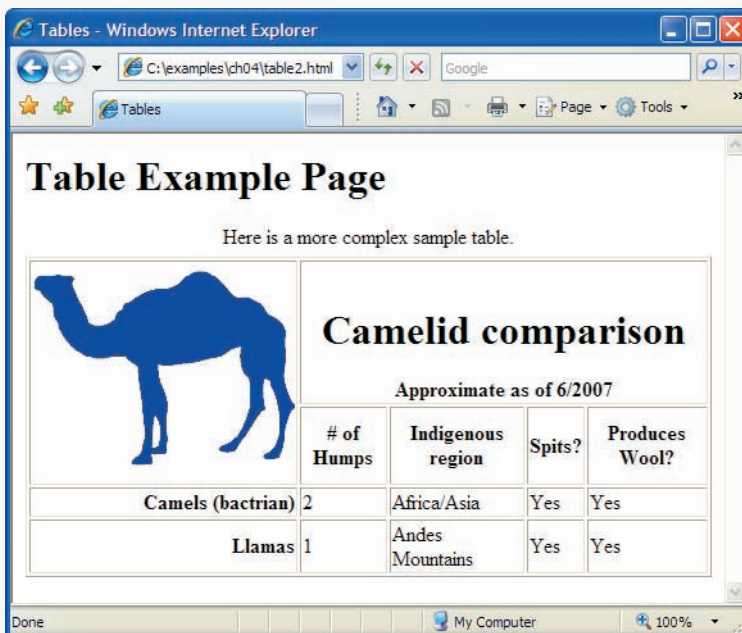 Tables - Windows Internet Explorer
C:\examples\ch04\table2.html
Google
Tables
Page
Tools
»
Table Example Page
Here is a more complex sample table.
Camelid comparison
Approximate as of 6/2007
# of Humps
Indigenous region
Spits?
Produces Wool?
Camels (bactrian) 2 Africa/Asia Yes Yes
Llamas 1 Andes Mountains Yes Yes
Done
My Computer
100%